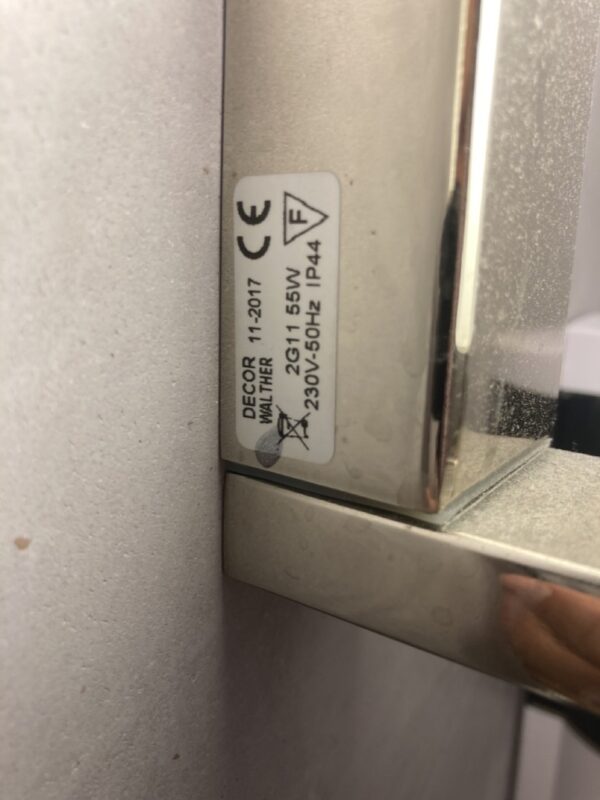 DECOR 11-2017 CE
WALTHER
2G11 55W F
230V-50Hz IP44